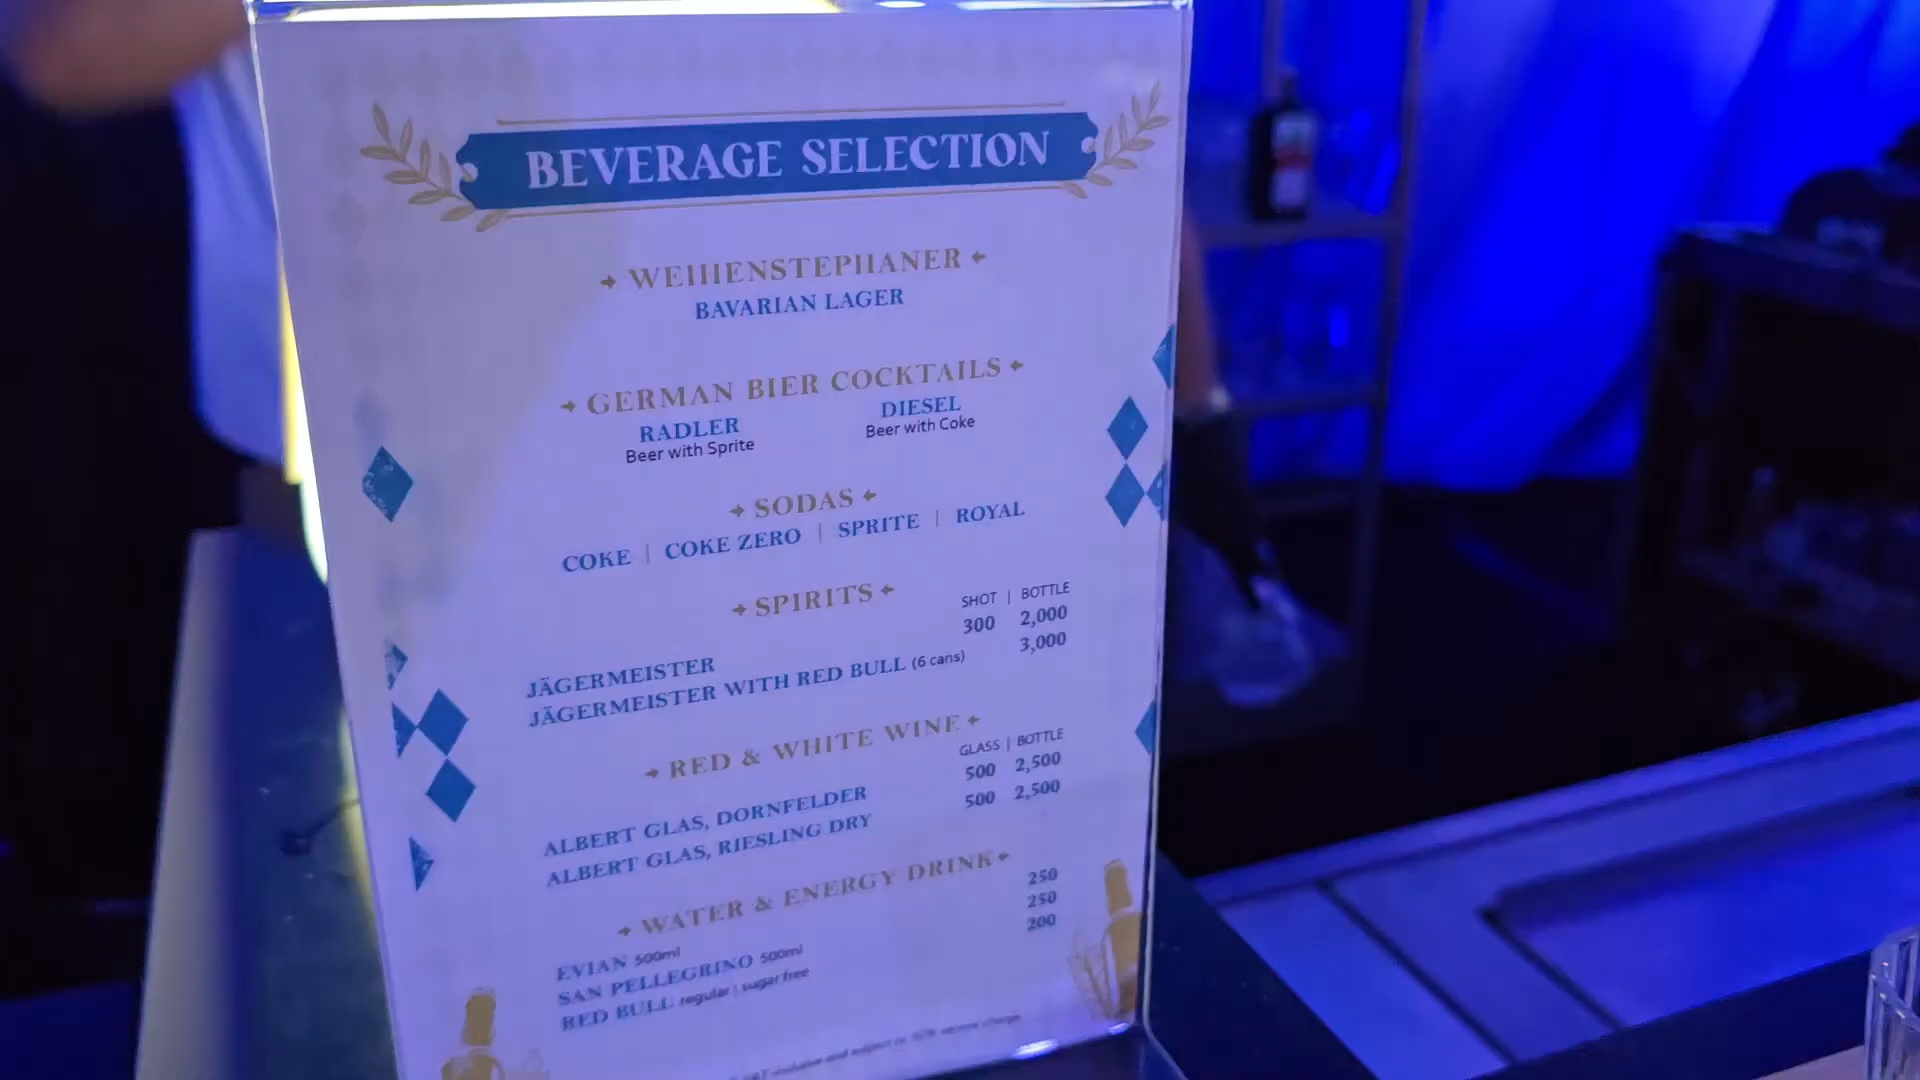 BEVERAGE SELECTION
WEIHENSTEPHANER
BAVARIAN LAGER
GERMAN BIER COCKTAILS
RADLER DIESEL
Beer with Sprite Beer with Coke
SODAS
COKE | COKE ZERO | SPRITE | ROYAL
SPIRITS
SHOT | BOTTLE
JÄGERMEISTER 300 2,000
JÄGERMEISTER WITH RED BULL (6 cans) 3,000
RED & WHITE WINE
GLASS | BOTTLE
ALBERT GLAS, DORNFELDER 500 2,500
ALBERT GLAS, RIESLING DRY 500 2,500
WATER & ENERGY DRINK
EVIAN 500ml 250
SAN PELLEGRINO 500ml 250
RED BULL regular | sugar free 200